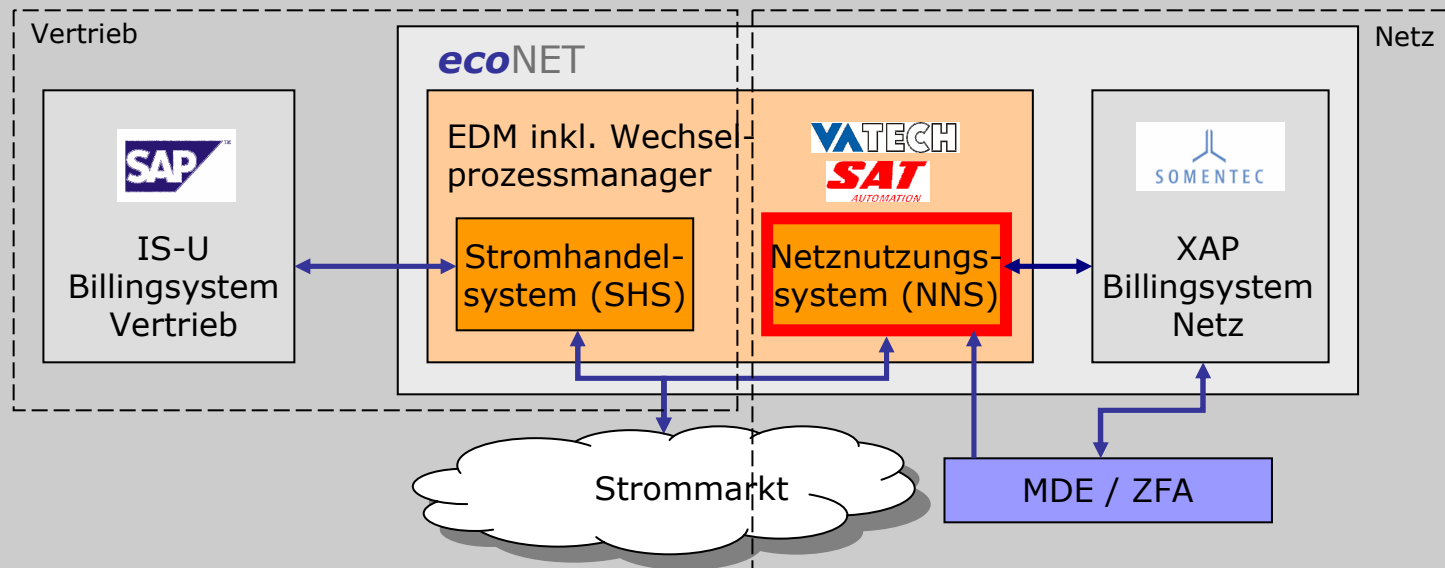 Vertrieb
Netz
ecoNET
EDM inkl. Wechsel-
prozessmanager
VATECH
SAT
AUTOMATION
SAP
TM
SOMENTEC
IS-U
Billingsystem
Vertrieb
Stromhandel-
system (SHS)
Netznutzungs-
system (NNS)
XAP
Billingsystem
Netz
Strommarkt
MDE / ZFA